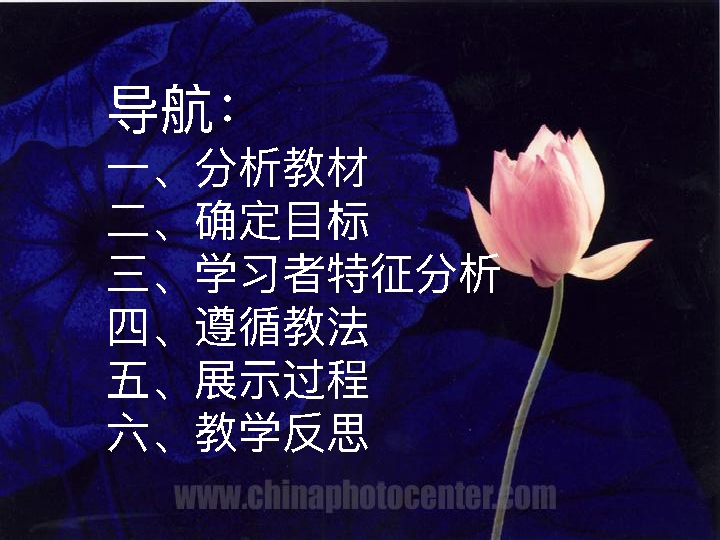 导航：
一、分析教材
二、确定目标
三、学习者特征分析
四、遵循教法
五、展示过程
六、教学反思
www.chinaphotocenter.com